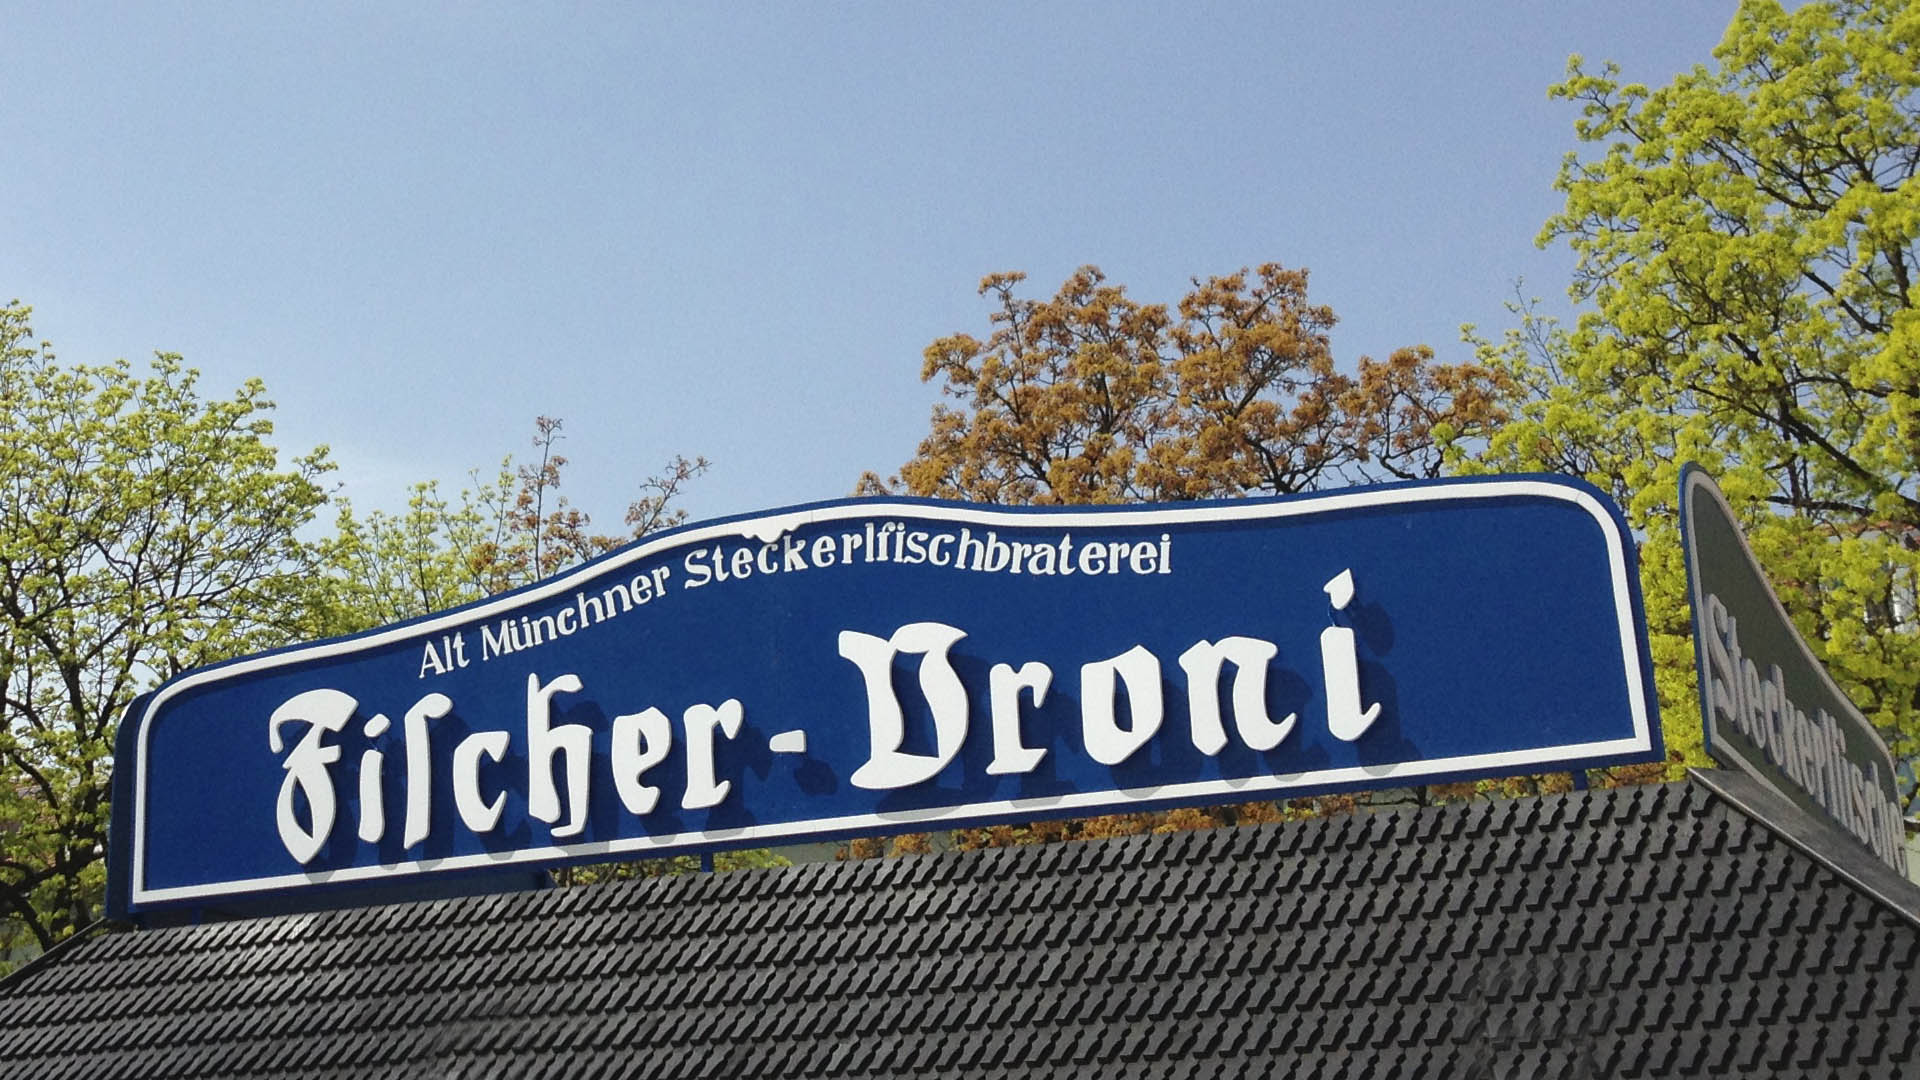 Alt Münchner Steckerlfischbraterei
Fiſcher-Vroni
Steckerlfische